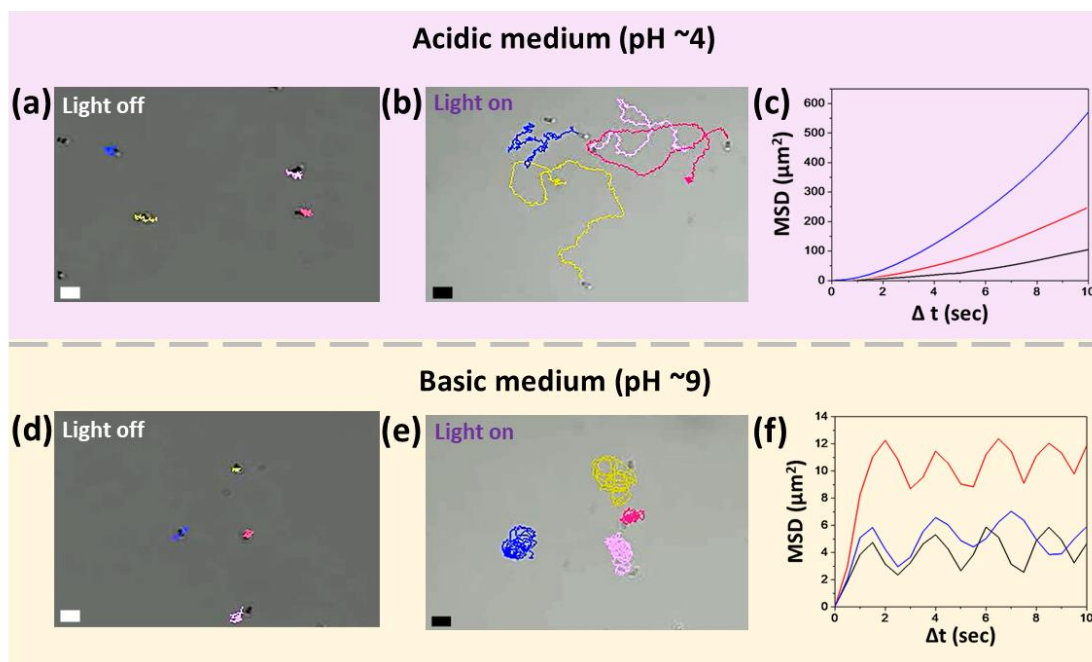 Acidic medium (pH ~4)
(a)
Light off
(b)
Light on
(c)
MSD (µm²)
600
500
400
300
200
100
0
0 2 4 6 8 10
Δ t (sec)
Basic medium (pH ~9)
(d)
Light off
(e)
Light on
(f)
MSD (µm²)
14
12
10
8
6
4
2
0
0 2 4 6 8 10
Δt (sec)